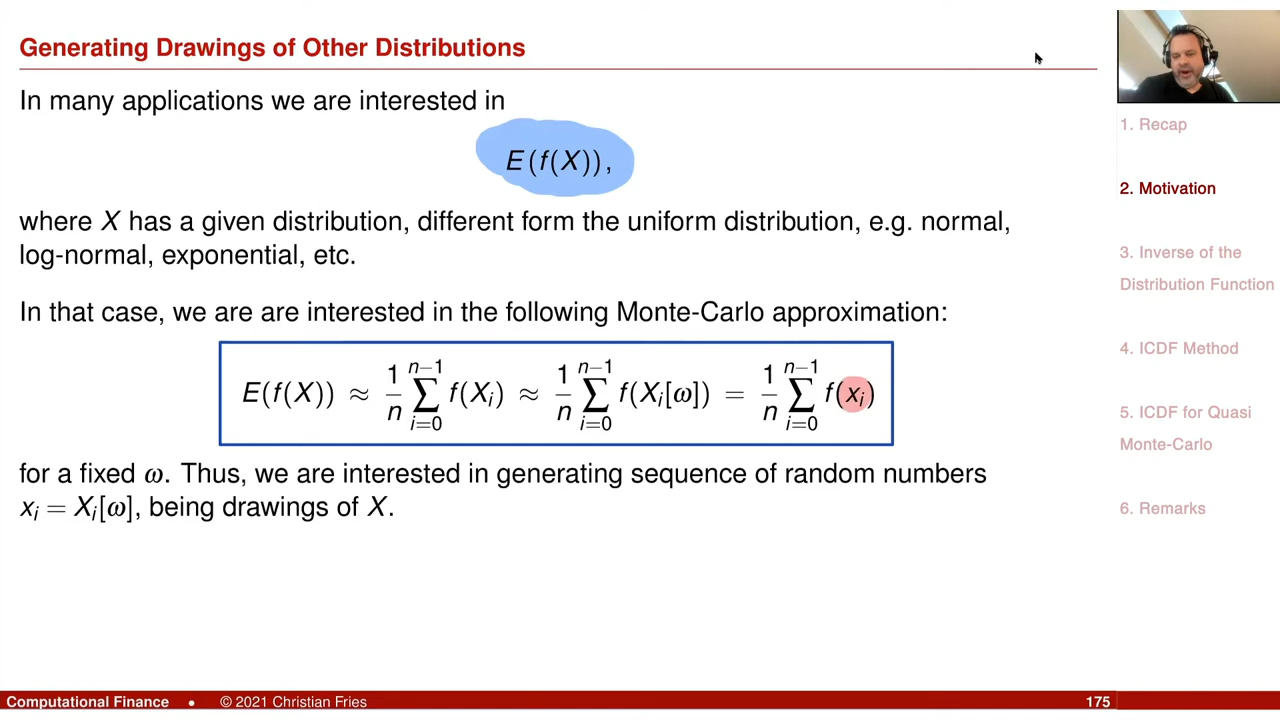 Generating Drawings of Other Distributions
In many applications we are interested in
E(f(X)),
where X has a given distribution, different form the uniform distribution, e.g. normal,
log-normal, exponential, etc.
In that case, we are are interested in the following Monte-Carlo approximation:
E(f(X)) ≈ 1/n ∑_{i=0}^{n−1} f(X_i) ≈ 1/n ∑_{i=0}^{n−1} f(X_i[ω]) = 1/n ∑_{i=0}^{n−1} f(x_i)
for a fixed ω. Thus, we are interested in generating sequence of random numbers
x_i = X_i[ω], being drawings of X.
1. Recap
2. Motivation
3. Inverse of the
Distribution Function
4. ICDF Method
5. ICDF for Quasi
Monte-Carlo
6. Remarks
Computational Finance • © 2021 Christian Fries 175